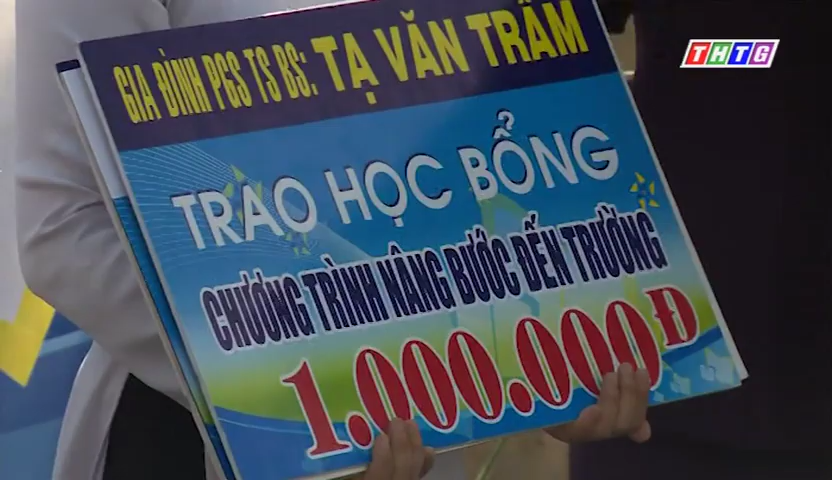 THTG
GIA ĐÌNH PGS TS BS: TẠ VĂN TRẦM
TRAO HỌC BỔNG
CHƯƠNG TRÌNH NÂNG BƯỚC ĐẾN TRƯỜNG
1.000.000Đ